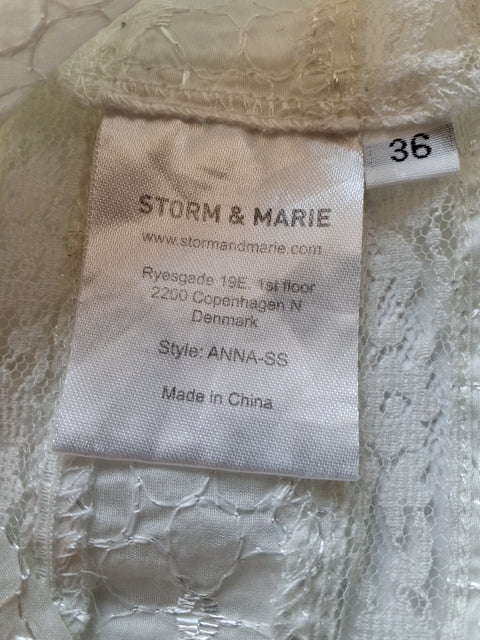 36
STORM & MARIE
www.stormandmarie.com
Ryesgade 19E. 1st floor
2200 Copenhagen N
Denmark
Style: ANNA-SS
Made in China